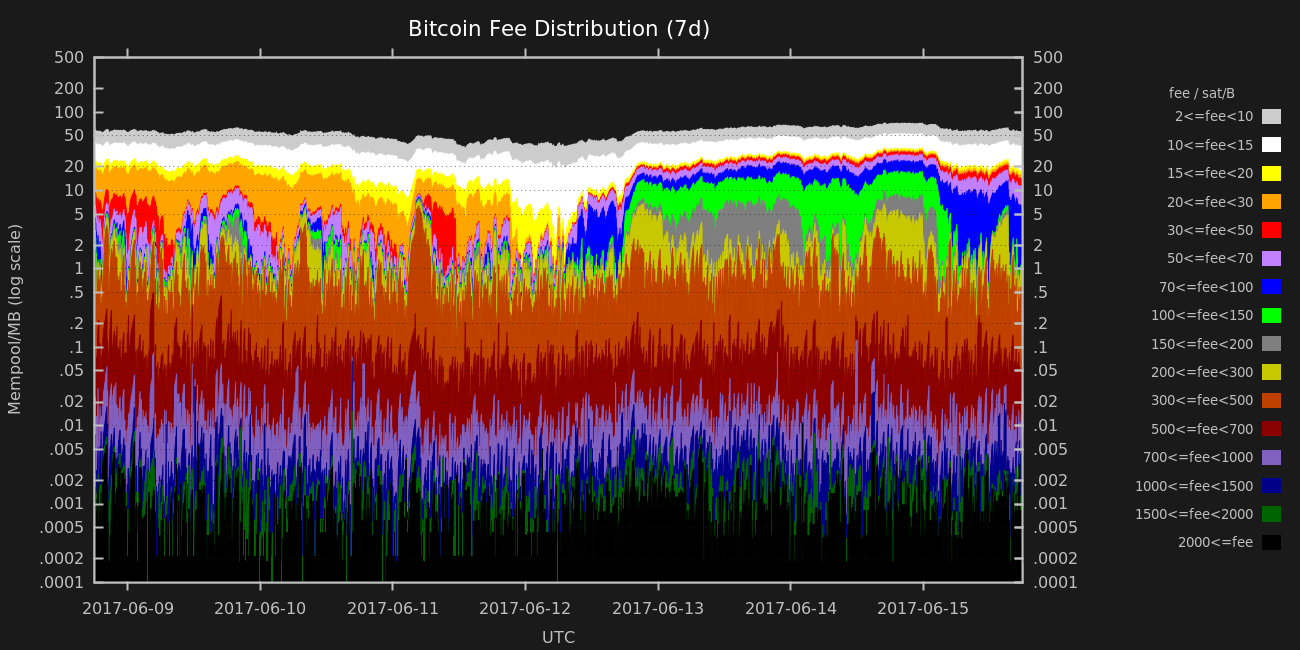 Bitcoin Fee Distribution (7d)
500
200
100
50
20
10
5
2
1
.5
.2
.1
.05
.02
.01
.005
.002
.001
.0005
.0002
.0001
Mempool/MB (log scale)
500
200
100
50
20
10
5
2
1
.5
.2
.1
.05
.02
.01
.005
.002
.001
.0005
.0002
.0001
2017-06-09 2017-06-10 2017-06-11 2017-06-12 2017-06-13 2017-06-14 2017-06-15
UTC
fee / sat/B
2<=fee<10
10<=fee<15
15<=fee<20
20<=fee<30
30<=fee<50
50<=fee<70
70<=fee<100
100<=fee<150
150<=fee<200
200<=fee<300
300<=fee<500
500<=fee<700
700<=fee<1000
1000<=fee<1500
1500<=fee<2000
2000<=fee